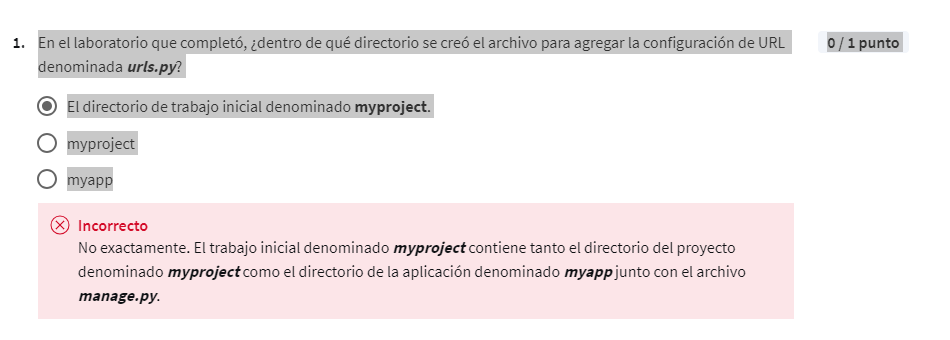 1. En el laboratorio que completó, ¿dentro de qué directorio se creó el archivo para agregar la configuración de URL 0 / 1 punto
denominada urls.py?
El directorio de trabajo inicial denominado myproject.
myproject
myapp
Incorrecto
No exactamente. El trabajo inicial denominado myproject contiene tanto el directorio del proyecto
denominado myproject como el directorio de la aplicación denominado myapp junto con el archivo
manage.py.